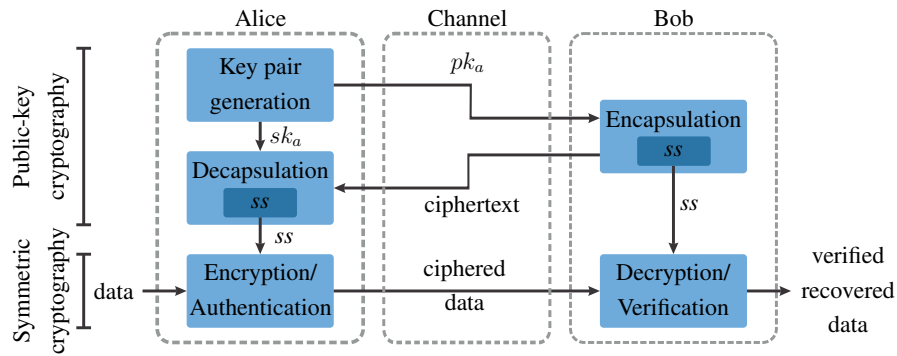 Alice
Channel
Bob
Public-key
cryptography
Key pair
generation
pk_a
sk_a
Encapsulation
ss
Decapsulation
ss
ciphertext
ss
ss
Symmetric
cryptography
data
Encryption/
Authentication
ciphered
data
Decryption/
Verification
verified
recovered
data